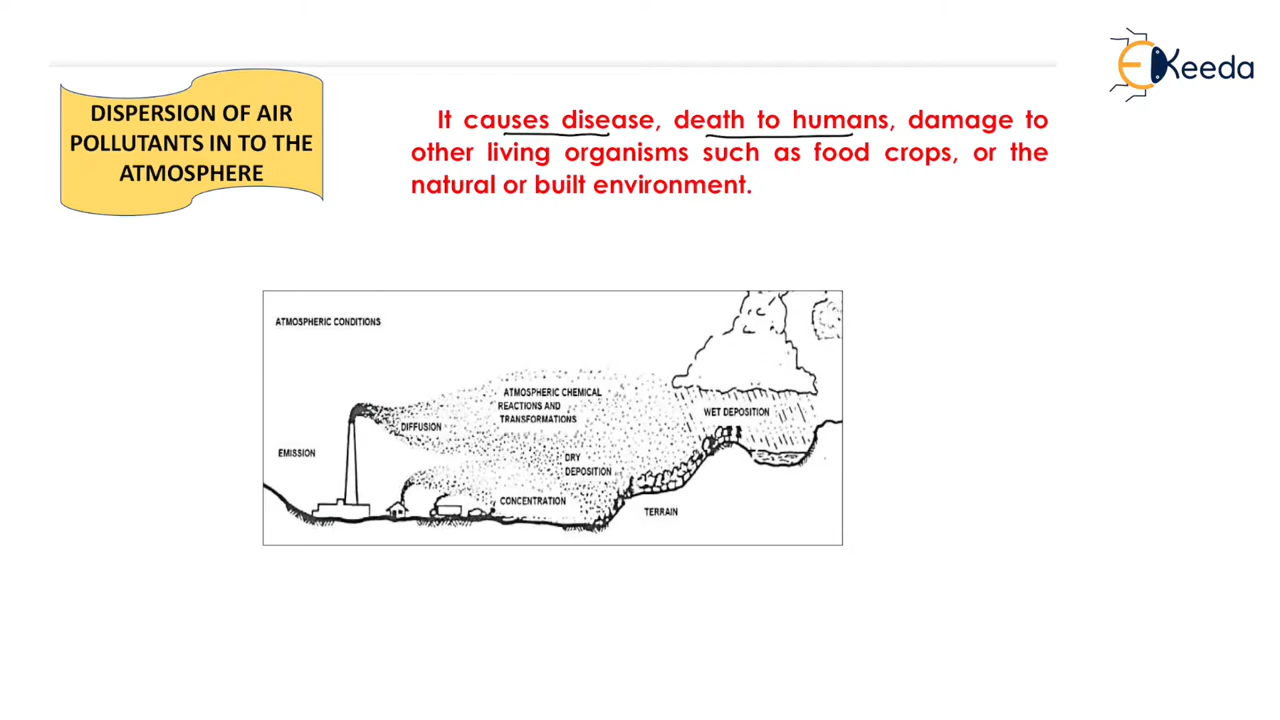 EKeeda
DISPERSION OF AIR
POLLUTANTS IN TO THE
ATMOSPHERE
It causes disease, death to humans, damage to
other living organisms such as food crops, or the
natural or built environment.
ATMOSPHERIC CONDITIONS
ATMOSPHERIC CHEMICAL
REACTIONS AND
TRANSFORMATIONS
WET DEPOSITION
DIFFUSION
EMISSION
DRY
DEPOSITION
CONCENTRATION
TERRAIN